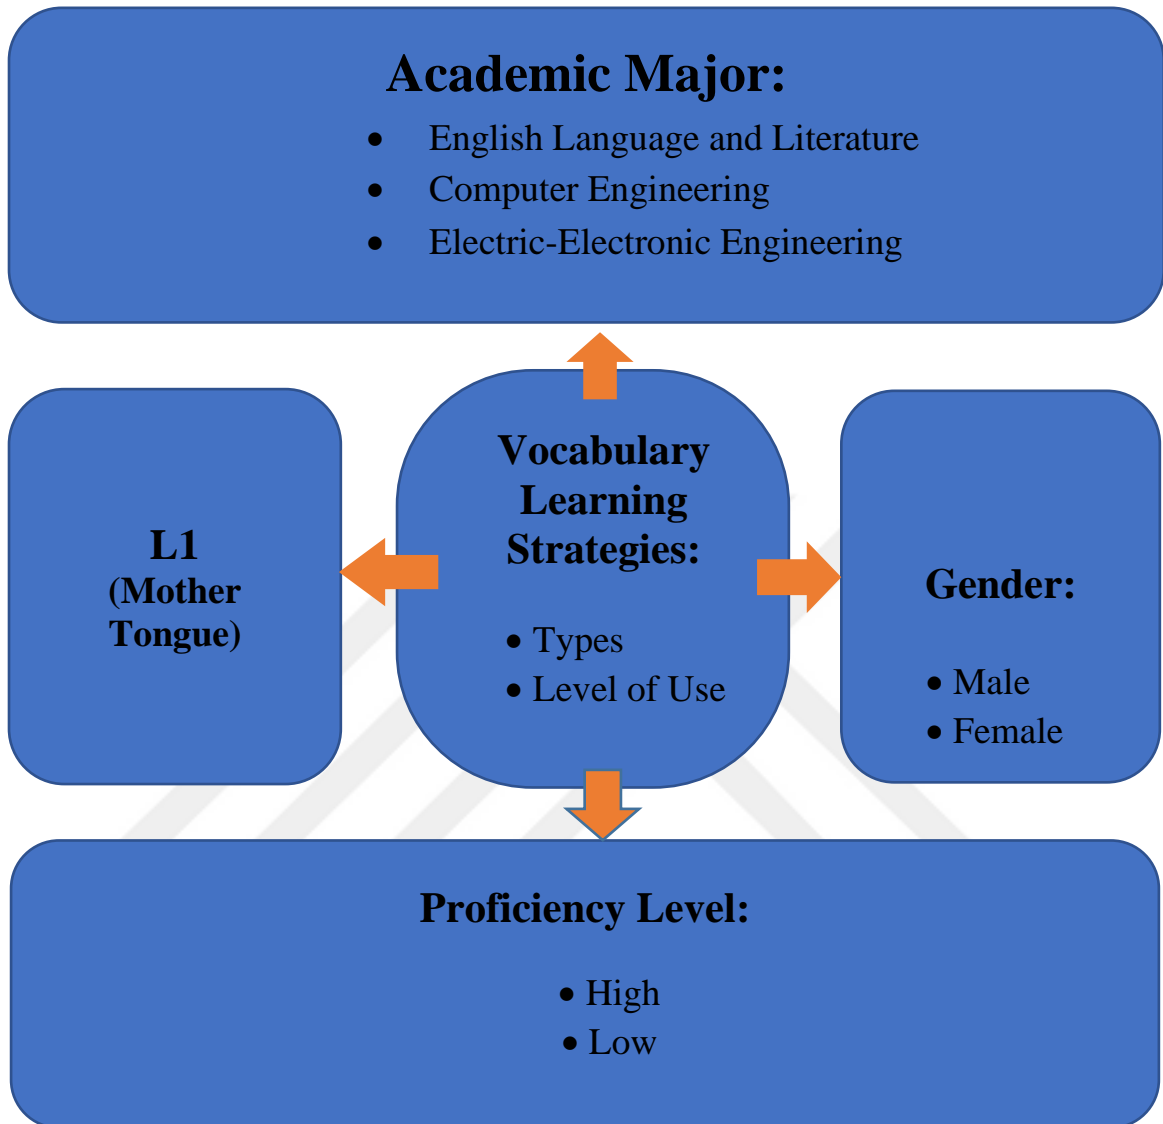 Academic Major:
• English Language and Literature
• Computer Engineering
• Electric-Electronic Engineering
L1
(Mother
Tongue)
Vocabulary
Learning
Strategies:
• Types
• Level of Use
Gender:
• Male
• Female
Proficiency Level:
• High
• Low